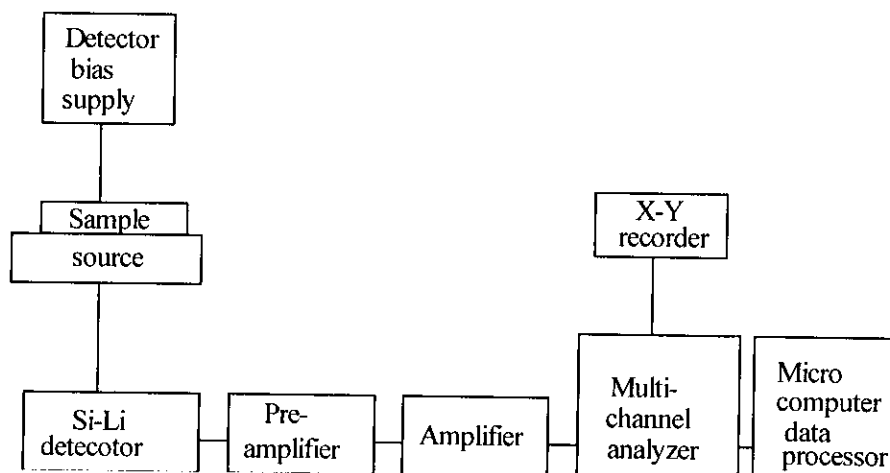 Detector
bias
supply
Sample
source
X-Y
recorder
Si-Li
detecotor
Pre-
amplifier
Amplifier
Multi-
channel
analyzer
Micro
computer
data
processor